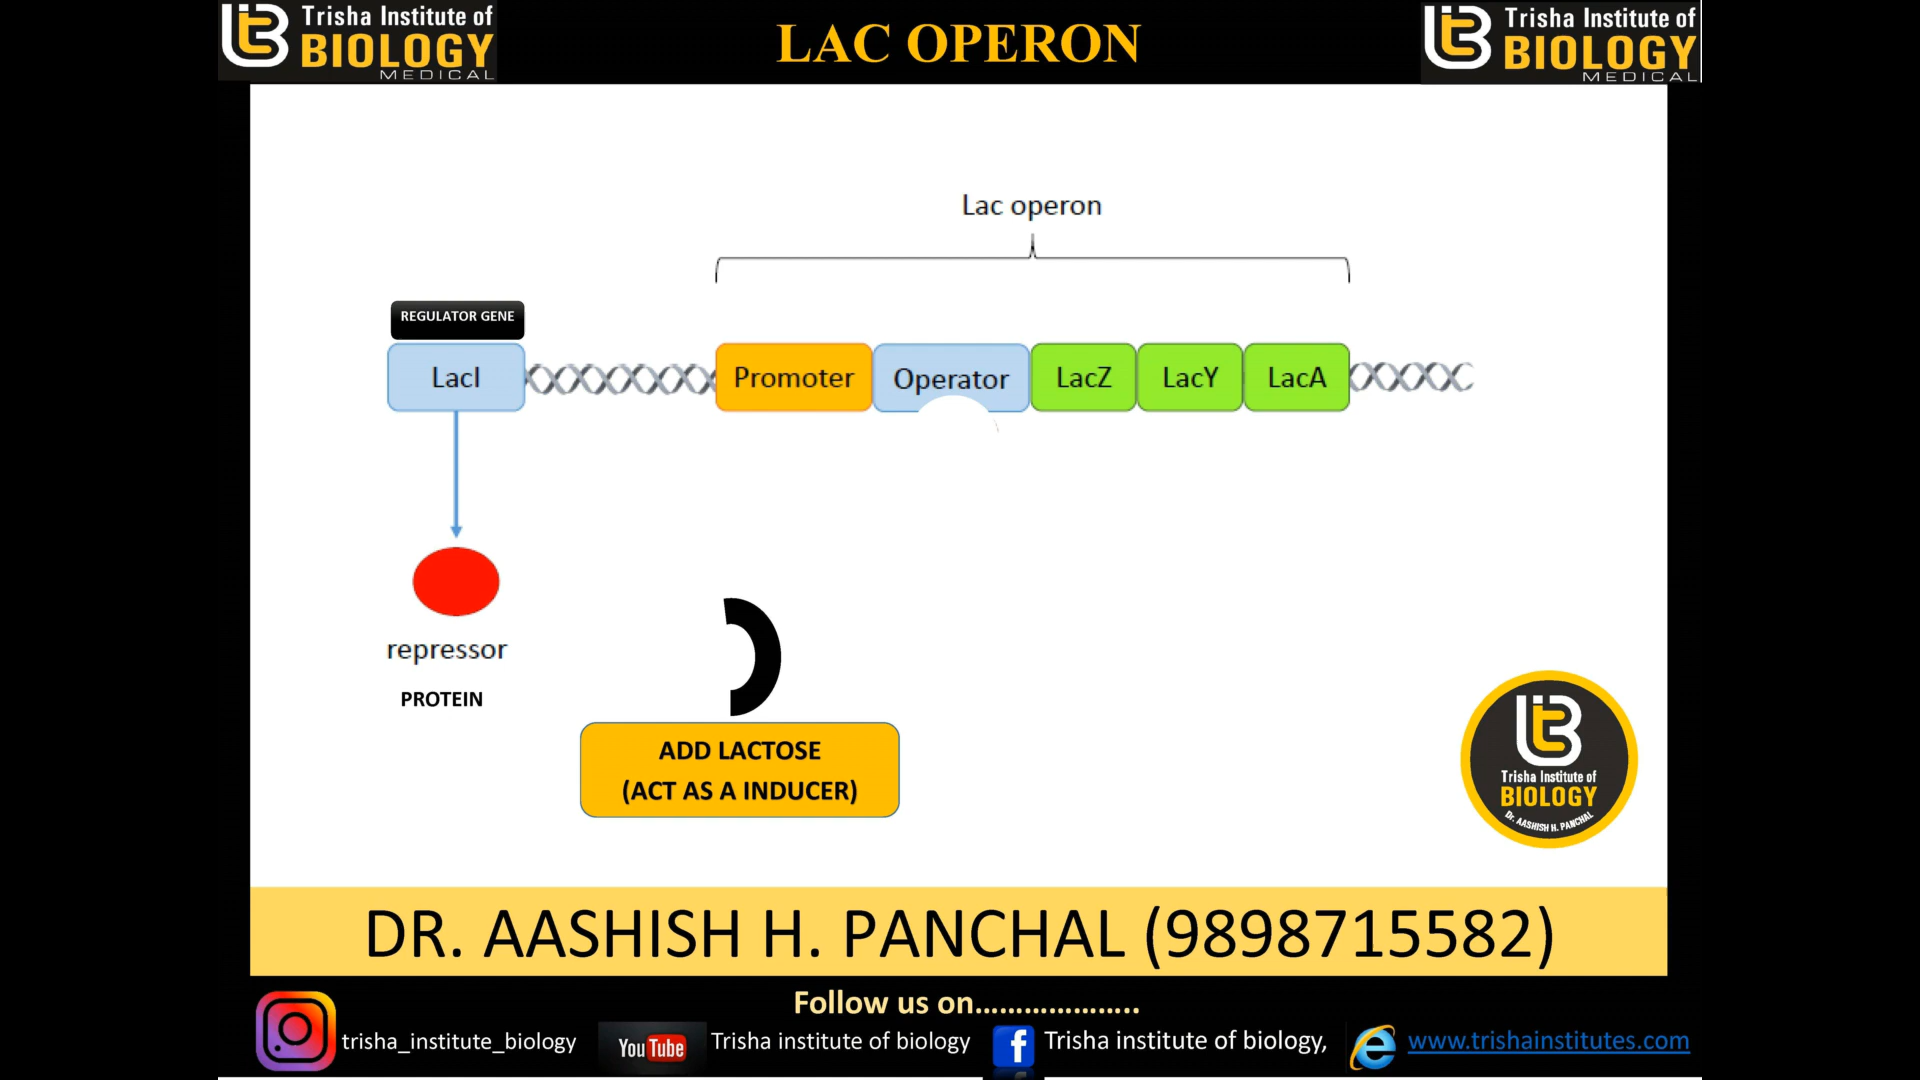 Trisha Institute of
BIOLOGY
MEDICAL
LAC OPERON
Trisha Institute of
BIOLOGY
MEDICAL
Lac operon
REGULATOR GENE
LacI
Promoter
Operator
LacZ
LacY
LacA
repressor
PROTEIN
ADD LACTOSE
(ACT AS A INDUCER)
Trisha Institute of
BIOLOGY
Dr. AASHISH H. PANCHAL
DR. AASHISH H. PANCHAL (9898715582)
Follow us on...................
trisha_institute_biology
YouTube
Trisha institute of biology
f
Trisha institute of biology,
e
www.trishainstitutes.com